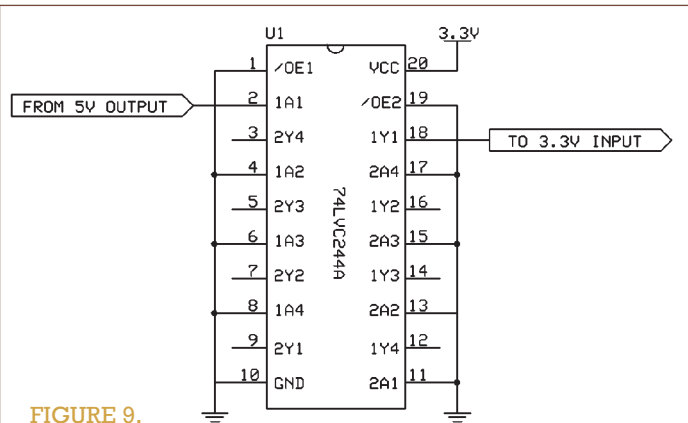 U1
3.3V
1 /OE1 VCC 20
2 1A1 /OE2 19
FROM 5V OUTPUT
3 2Y4 1Y1 18
TO 3.3V INPUT
4 1A2 2A4 17
5 2Y3 1Y2 16
6 1A3 2A3 15
7 2Y2 1Y3 14
8 1A4 2A2 13
9 2Y1 1Y4 12
10 GND 2A1 11
74LVC244A
FIGURE 9.